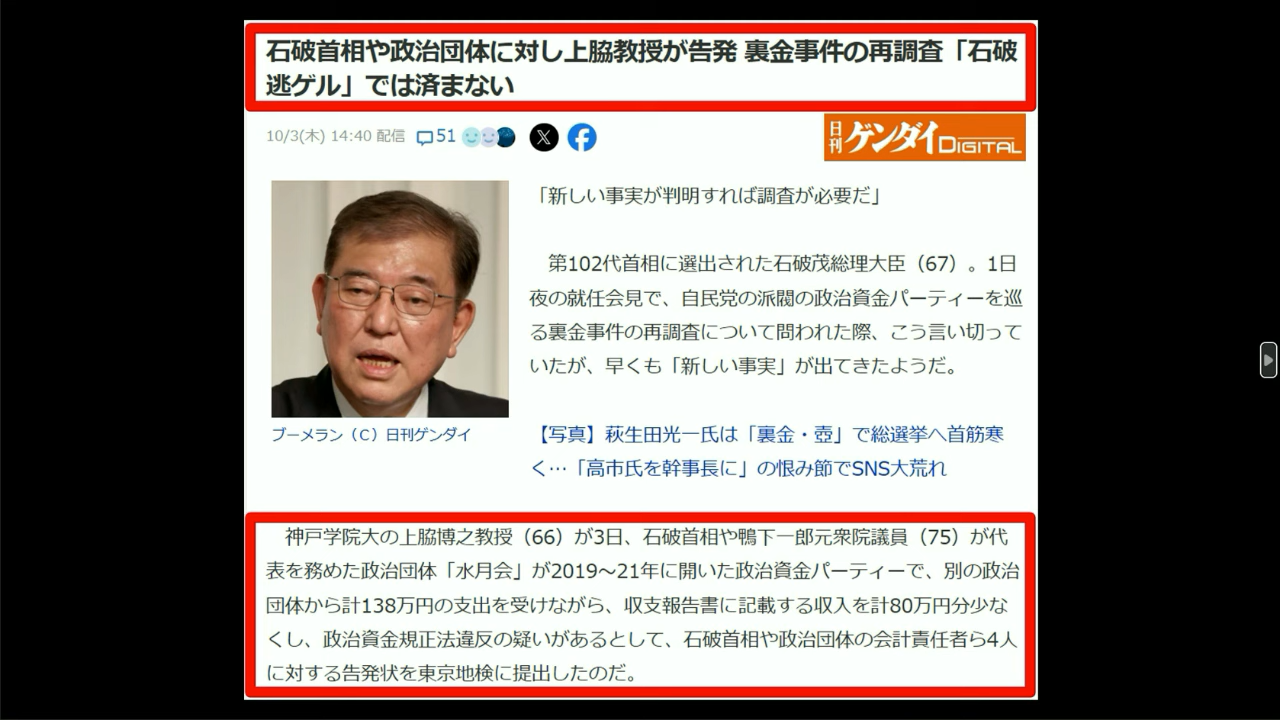 石破首相や政治団体に対し上脇教授が告発 裏金事件の再調査「石破
逃ゲル」では済まない
10/3(木) 14:40 配信
51
X
日刊ゲンダイDIGITAL
「新しい事実が判明すれば調査が必要だ」
第102代首相に選出された石破茂総理大臣（67）。1日
夜の就任会見で、自民党の派閥の政治資金パーティーを巡
る裏金事件の再調査について問われた際、こう言い切って
いたが、早くも「新しい事実」が出てきたようだ。
ブーメラン（C）日刊ゲンダイ
【写真】萩生田光一氏は「裏金・壺」で総選挙へ首筋寒
く…「高市氏を幹事長に」の恨み節でSNS大荒れ
神戸学院大の上脇博之教授（66）が3日、石破首相や鴨下一郎元衆院議員（75）が代
表を務めた政治団体「水月会」が2019〜21年に開いた政治資金パーティーで、別の政治
団体から計138万円の支出を受けながら、収支報告書に記載する収入を計80万円分少な
くし、政治資金規正法違反の疑いがあるとして、石破首相や政治団体の会計責任者ら4人
に対する告発状を東京地検に提出したのだ。